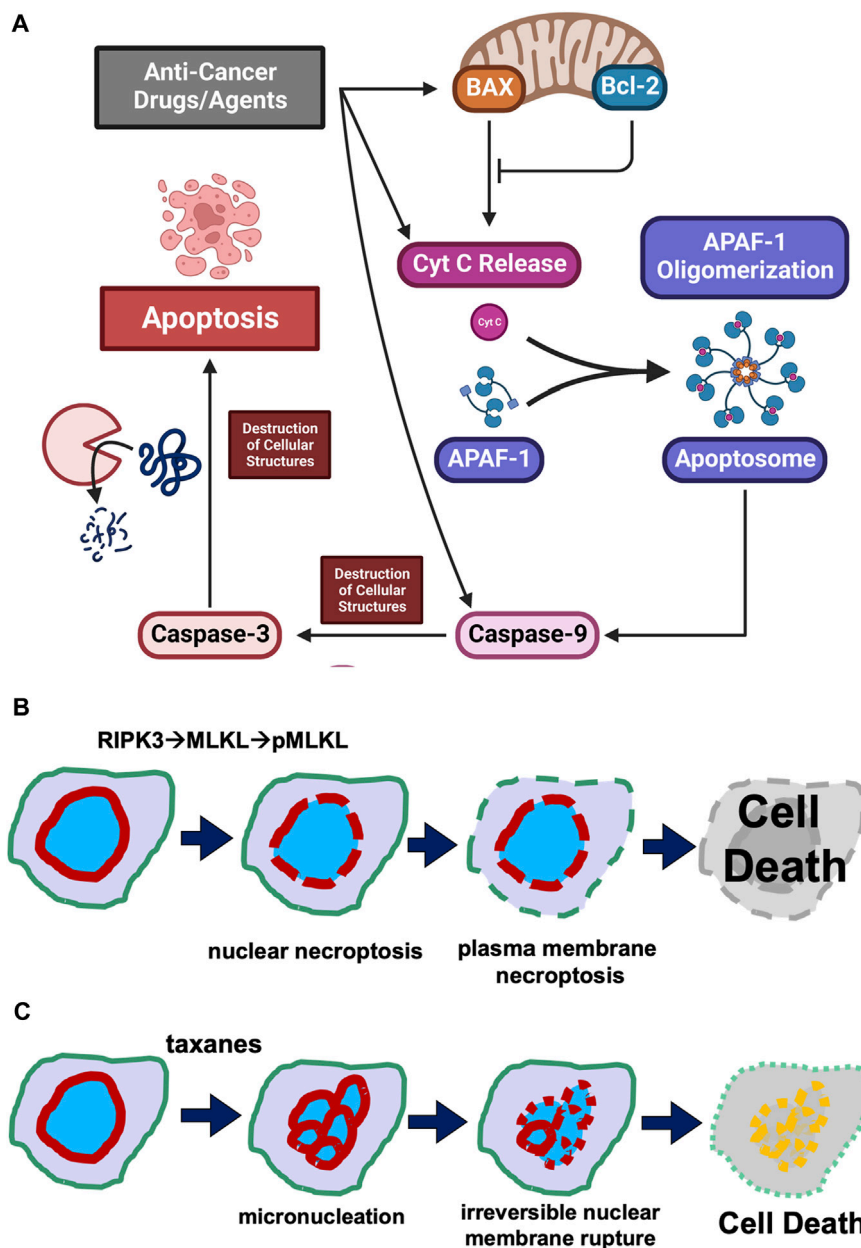 A
Anti-Cancer
Drugs/Agents
BAX
Bcl-2
Cyt C Release
APAF-1
Oligomerization
Cyt C
Apoptosis
Destruction
of Cellular
Structures
APAF-1
Apoptosome
Destruction
of Cellular
Structures
Caspase-3
Caspase-9
B
RIPK3→MLKL→pMLKL
Cell
Death
nuclear necroptosis
plasma membrane
necroptosis
C
taxanes
micronucleation
irreversible nuclear
membrane rupture
Cell Death